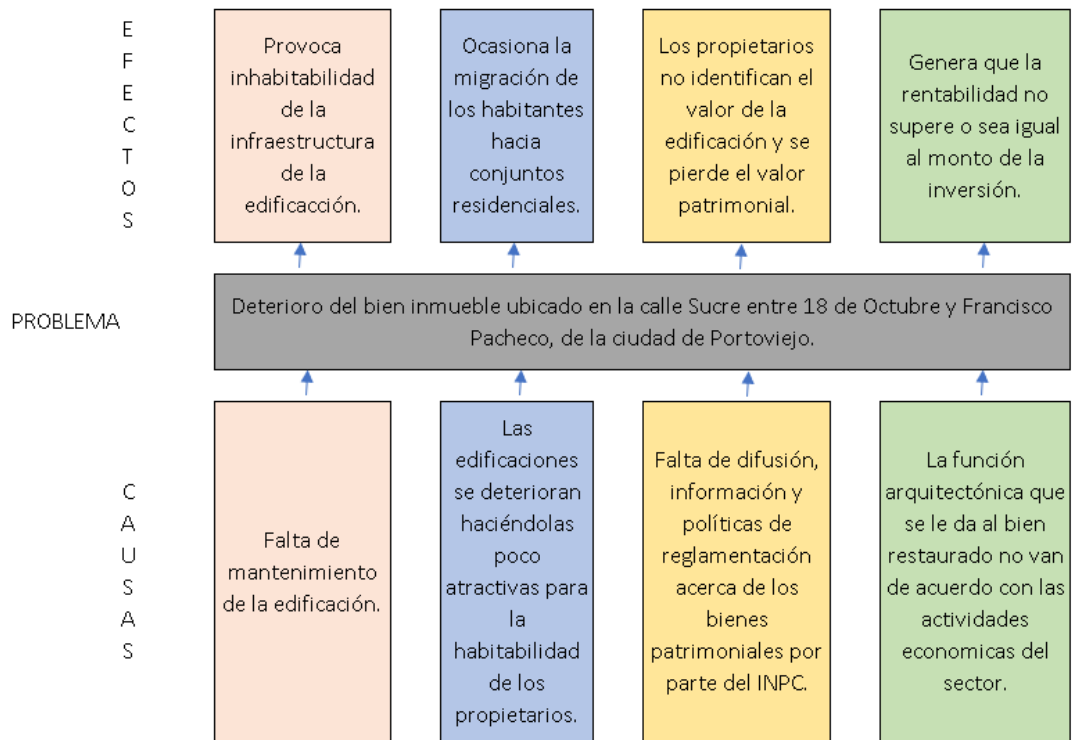 E
F
E
C
T
O
S
Provoca
inhabitabilidad
de la
infraestructura
de la
edificacción.
Ocasiona la
migración de
los habitantes
hacia
conjuntos
residenciales.
Los propietarios
no identifican el
valor de la
edificación y se
pierde el valor
patrimonial.
Genera que la
rentabilidad no
supere o sea igual
al monto de la
inversión.
PROBLEMA
Deterioro del bien inmueble ubicado en la calle Sucre entre 18 de Octubre y Francisco
Pacheco, de la ciudad de Portoviejo.
C
A
U
S
A
S
Falta de
mantenimiento
de la edificación.
Las
edificaciones
se deterioran
haciéndolas
poco
atractivas para
la
habitabilidad
de los
propietarios.
Falta de difusión,
información y
políticas de
reglamentación
acerca de los
bienes
patrimoniales por
parte del INPC.
La función
arquitectónica que
se le da al bien
restaurado no van
de acuerdo con las
actividades
economicas del
sector.